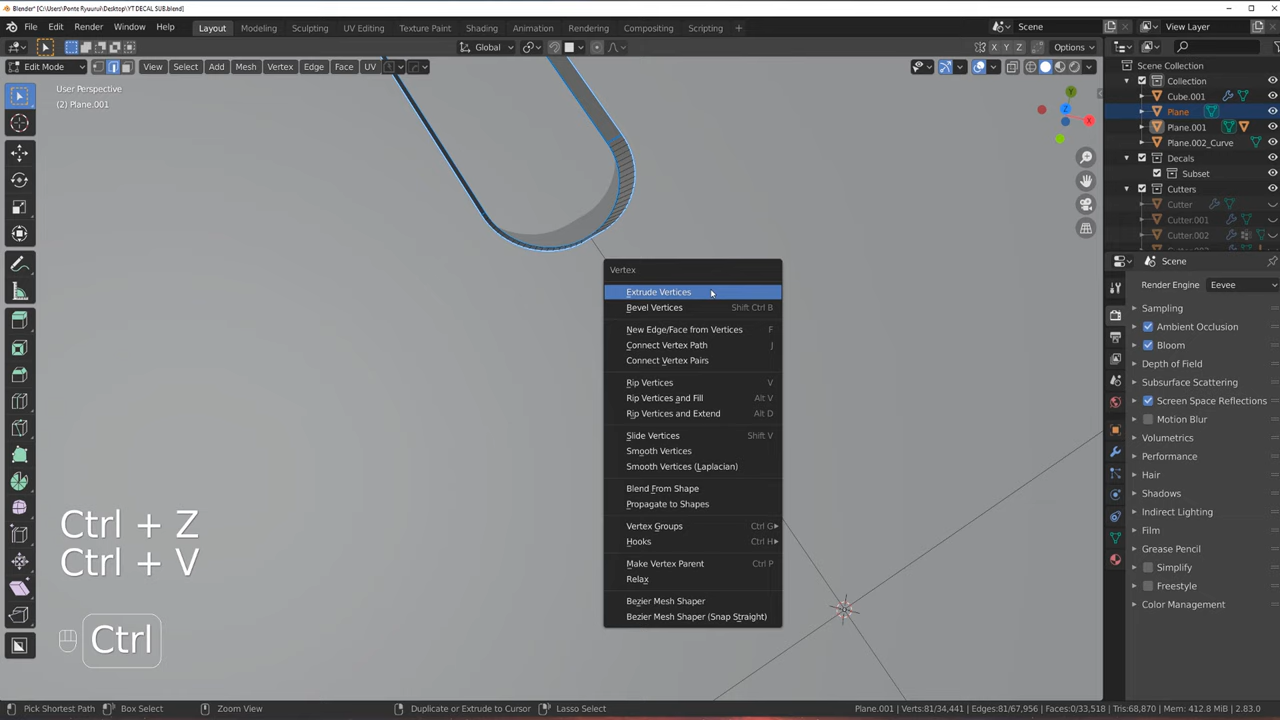 Blender* [C:\Users\Ponte Ryuurui\Desktop\YT DECAL SUB.blend]
File Edit Render Window Help Layout Modeling Sculpting UV Editing Texture Paint Shading Animation Rendering Compositing Scripting + Scene View Layer
Global X Y Z Options
Edit Mode View Select Add Mesh Vertex Edge Face UV
User Perspective
(2) Plane.001
Y
Z
X
Scene Collection
Collection
Cube.001
Plane
Plane.001
Plane.002_Curve
Decals
Subset
Cutters
Cutter
Cutter.001
Cutter.002
Scene
Render Engine Eevee
Sampling
Ambient Occlusion
Bloom
Depth of Field
Subsurface Scattering
Screen Space Reflections
Motion Blur
Volumetrics
Performance
Hair
Shadows
Indirect Lighting
Film
Grease Pencil
Simplify
Freestyle
Color Management
Vertex
Extrude Vertices
Bevel Vertices Shift Ctrl B
New Edge/Face from Vertices F
Connect Vertex Path J
Connect Vertex Pairs
Rip Vertices V
Rip Vertices and Fill Alt V
Rip Vertices and Extend Alt D
Slide Vertices Shift V
Smooth Vertices
Smooth Vertices (Laplacian)
Blend From Shape
Propagate to Shapes
Vertex Groups Ctrl G
Hooks Ctrl H
Make Vertex Parent Ctrl P
Relax
Bezier Mesh Shaper
Bezier Mesh Shaper (Snap Straight)
Ctrl + Z
Ctrl + V
Ctrl
Pick Shortest Path Box Select Zoom View Duplicate or Extrude to Cursor Lasso Select Plane.001 | Verts:81/34,441 | Edges:81/67,956 | Faces:0/33,518 | Tris:68,870 | Mem: 412.8 MiB | 2.83.0